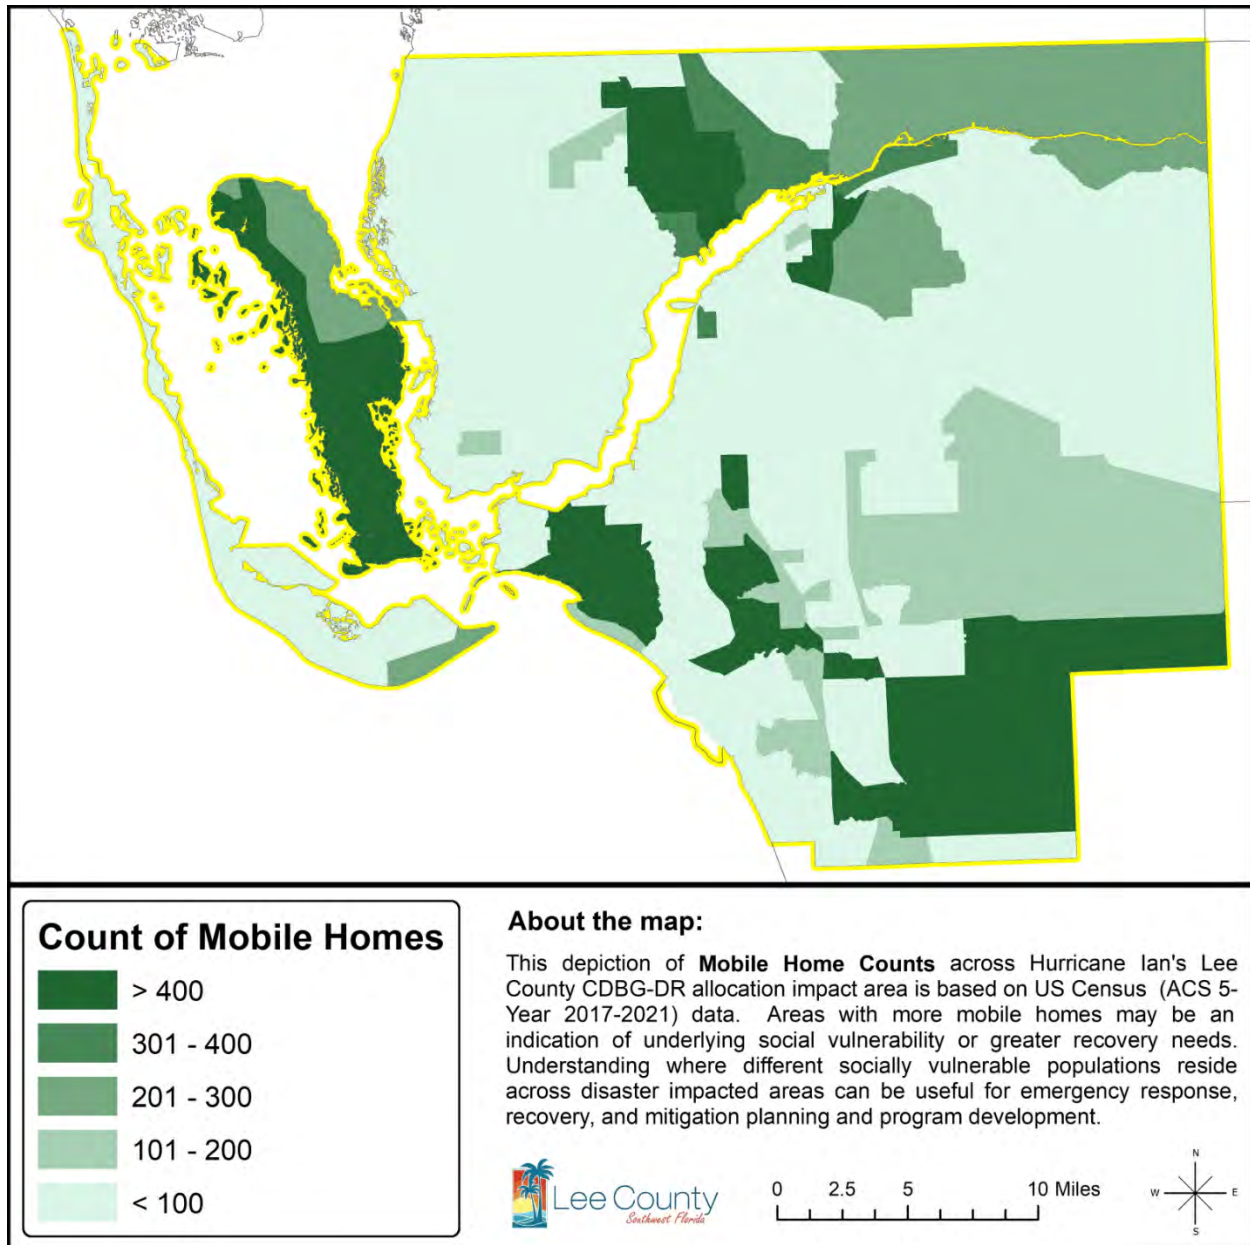 Count of Mobile Homes
> 400
301 - 400
201 - 300
101 - 200
< 100
About the map:
This depiction of Mobile Home Counts across Hurricane Ian's Lee
County CDBG-DR allocation impact area is based on US Census (ACS 5-
Year 2017-2021) data. Areas with more mobile homes may be an
indication of underlying social vulnerability or greater recovery needs.
Understanding where different socially vulnerable populations reside
across disaster impacted areas can be useful for emergency response,
recovery, and mitigation planning and program development.
Lee County
Southwest Florida
0 2.5 5 10 Miles
N
W E
S